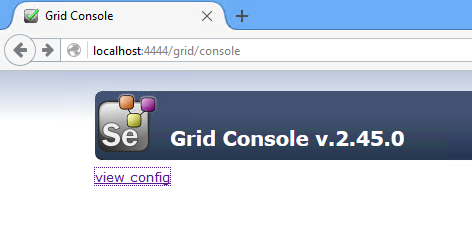 Grid Console
localhost:4444/grid/console
Se
Grid Console v.2.45.0
view config